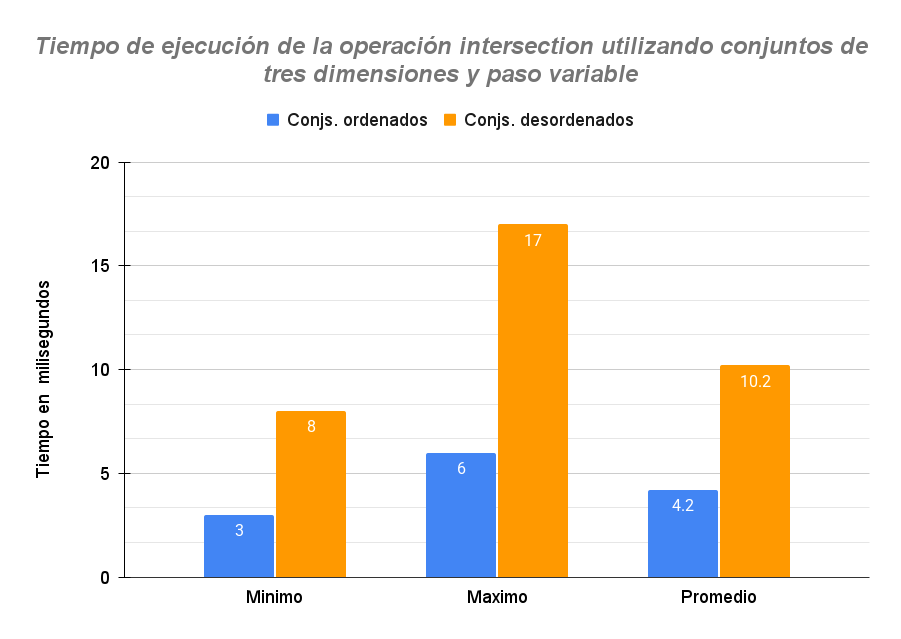 Tiempo de ejecución de la operación intersection utilizando conjuntos de
tres dimensiones y paso variable
Conjs. ordenados
Conjs. desordenados
Tiempo en milisegundos
20
15
10
5
0
3
8
6
17
4.2
10.2
Minimo
Maximo
Promedio